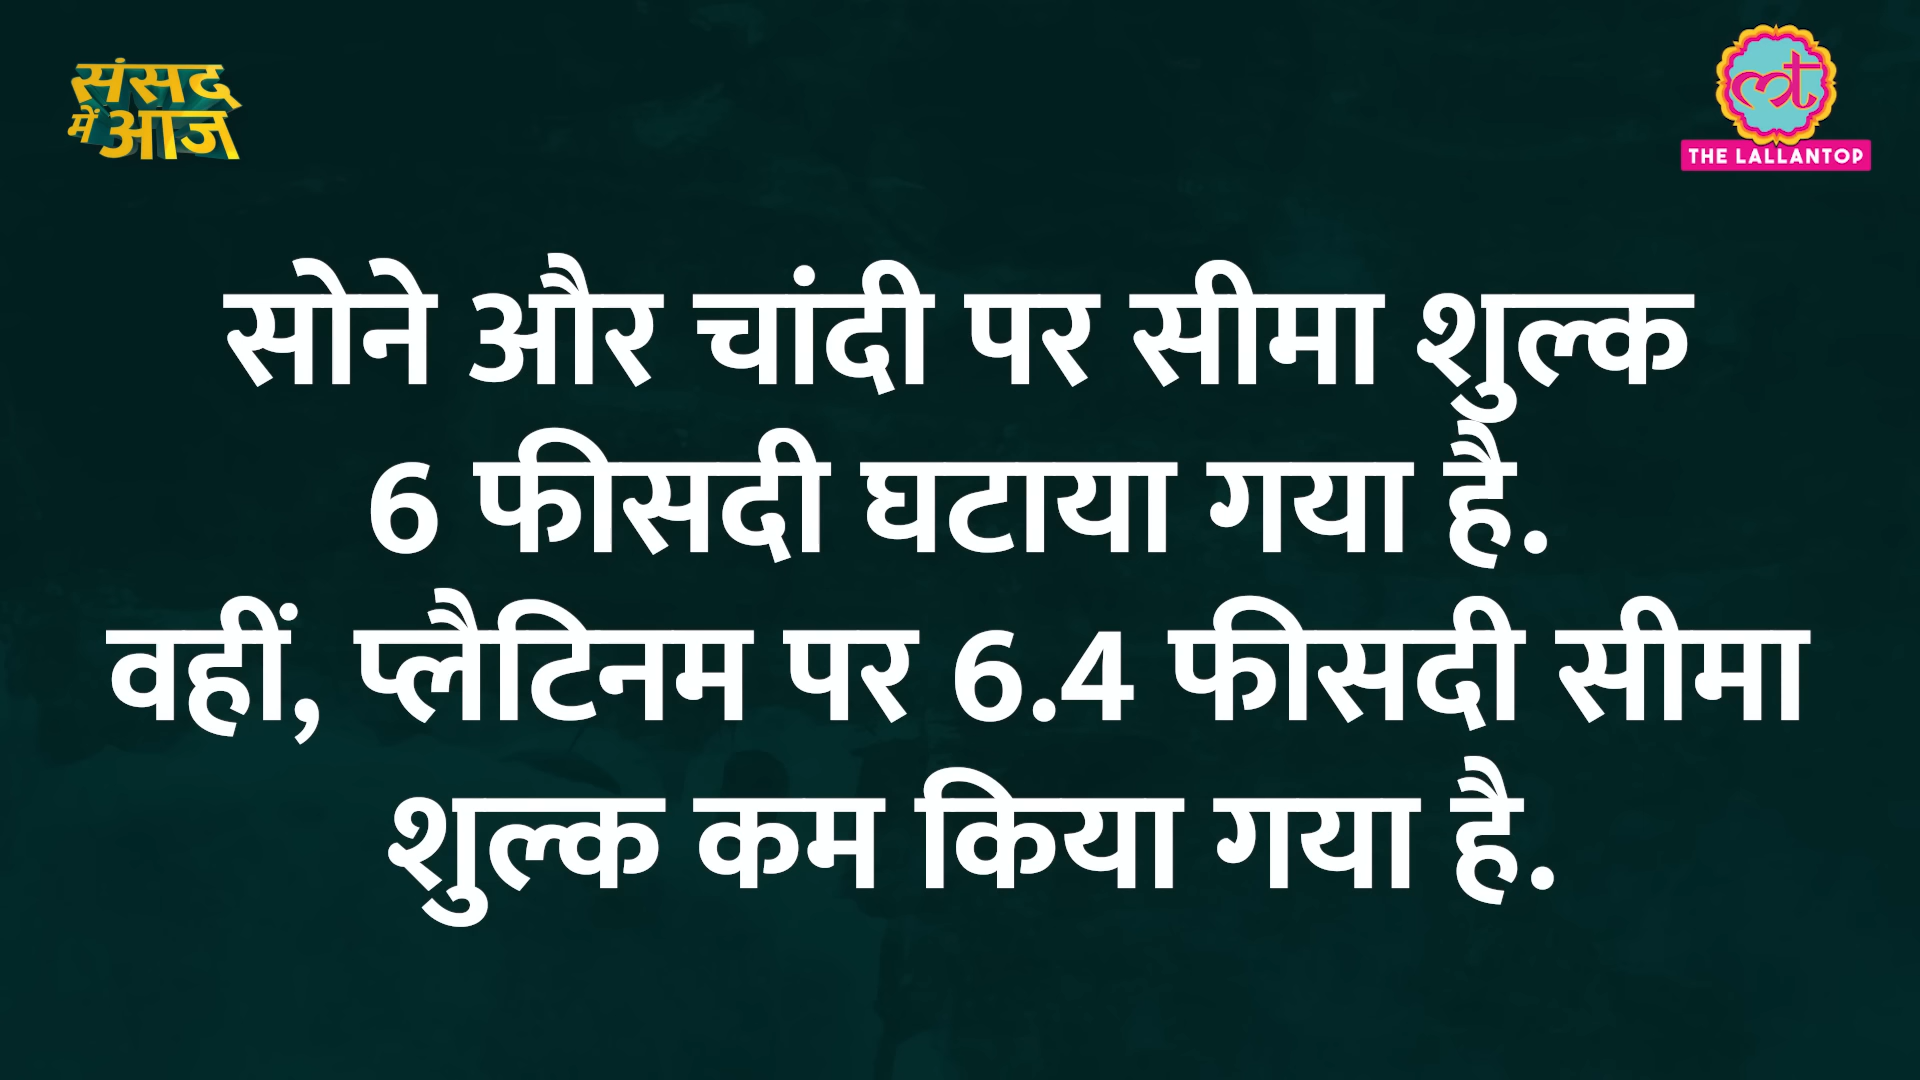 संसद
में आज
THE LALLANTOP
सोने और चांदी पर सीमा शुल्क
6 फीसदी घटाया गया है.
वहीं, प्लैटिनम पर 6.4 फीसदी सीमा
शुल्क कम किया गया है.